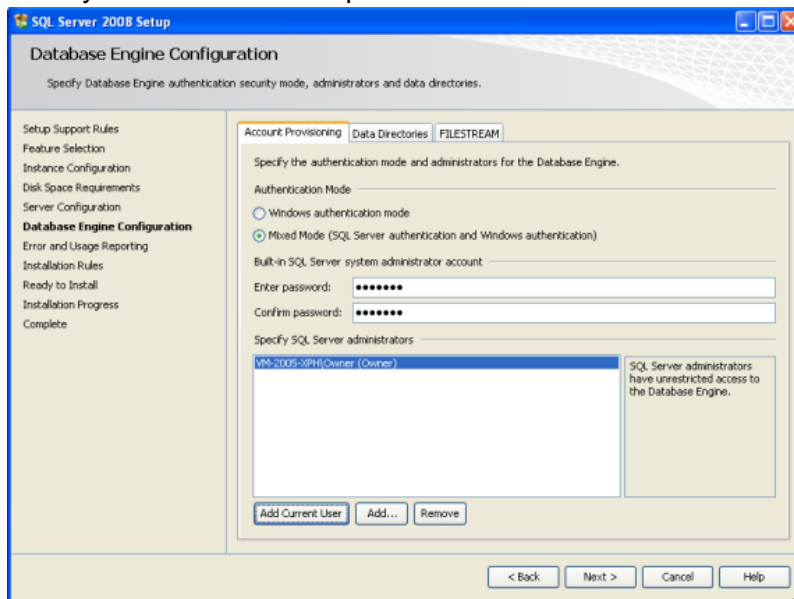 SQL Server 2008 Setup
Database Engine Configuration
Specify Database Engine authentication security mode, administrators and data directories.
Setup Support Rules
Feature Selection
Instance Configuration
Disk Space Requirements
Server Configuration
Database Engine Configuration
Error and Usage Reporting
Installation Rules
Ready to Install
Installation Progress
Complete
Account Provisioning Data Directories FILESTREAM
Specify the authentication mode and administrators for the Database Engine.
Authentication Mode
Windows authentication mode
Mixed Mode (SQL Server authentication and Windows authentication)
Built-in SQL Server system administrator account
Enter password: •••••••
Confirm password: •••••••
Specify SQL Server administrators
VM-2005-XPH\Owner (Owner)
SQL Server administrators
have unrestricted access to
the Database Engine.
Add Current User Add... Remove
< Back Next > Cancel Help